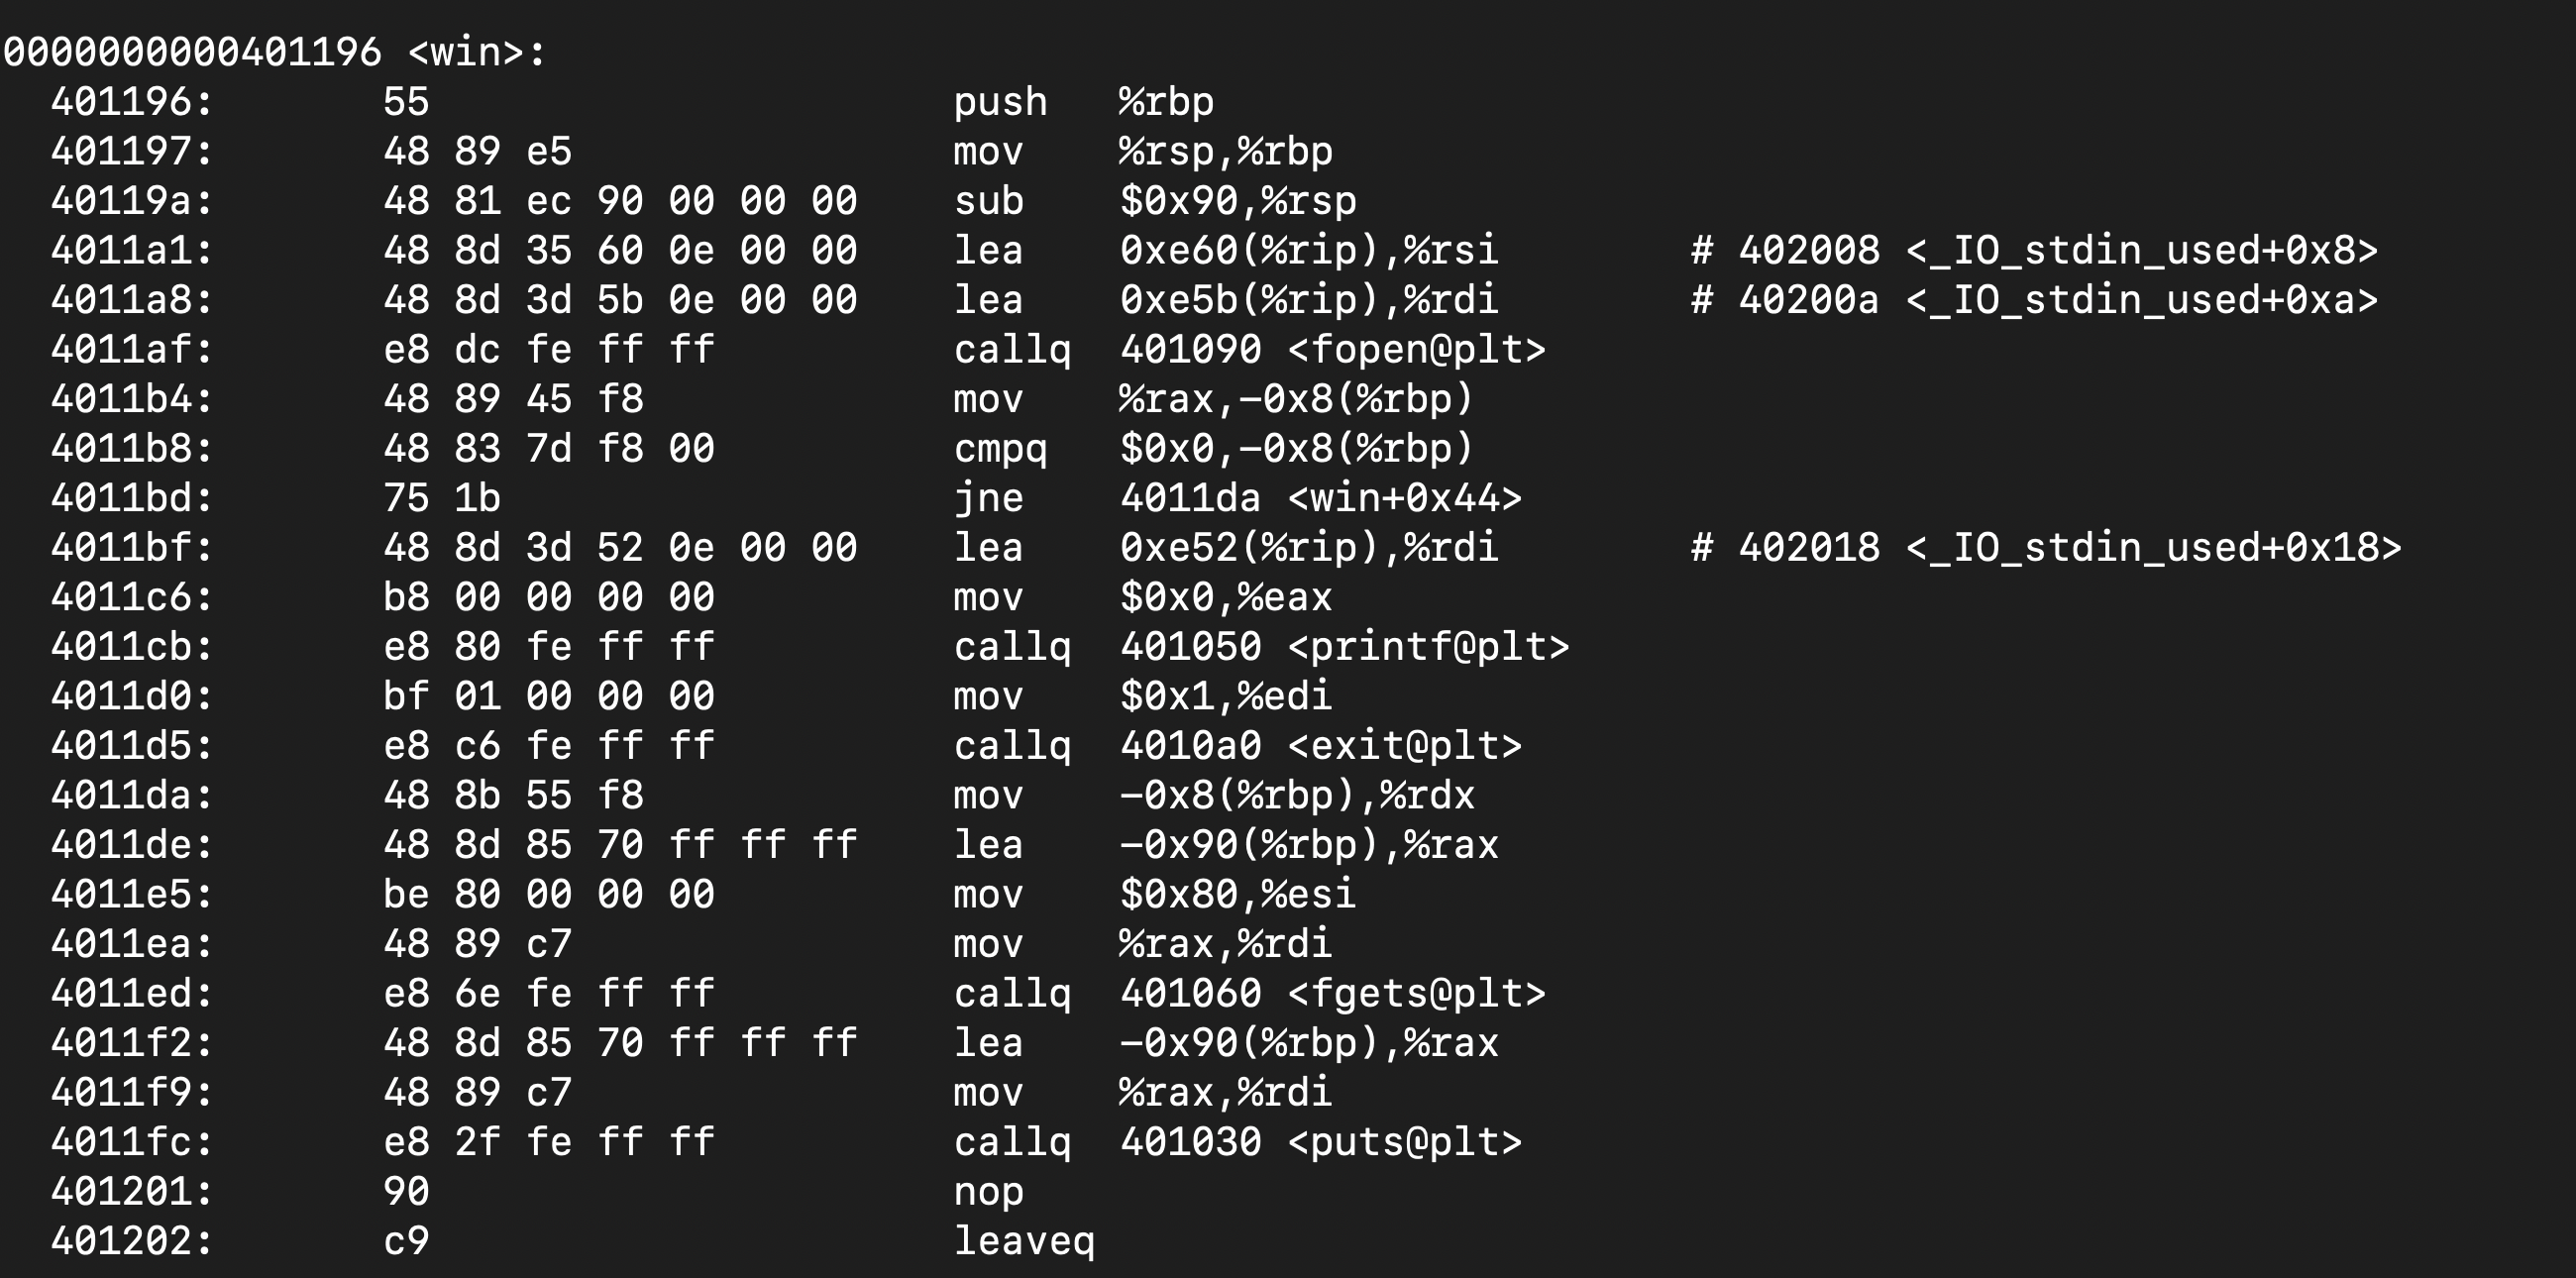 0000000000401196 <win>:
  401196:       55                      push   %rbp
  401197:       48 89 e5                mov    %rsp,%rbp
  40119a:       48 81 ec 90 00 00 00    sub    $0x90,%rsp
  4011a1:       48 8d 35 60 0e 00 00    lea    0xe60(%rip),%rsi        # 402008 <_IO_stdin_used+0x8>
  4011a8:       48 8d 3d 5b 0e 00 00    lea    0xe5b(%rip),%rdi        # 40200a <_IO_stdin_used+0xa>
  4011af:       e8 dc fe ff ff          callq  401090 <fopen@plt>
  4011b4:       48 89 45 f8             mov    %rax,-0x8(%rbp)
  4011b8:       48 83 7d f8 00          cmpq   $0x0,-0x8(%rbp)
  4011bd:       75 1b                   jne    4011da <win+0x44>
  4011bf:       48 8d 3d 52 0e 00 00    lea    0xe52(%rip),%rdi        # 402018 <_IO_stdin_used+0x18>
  4011c6:       b8 00 00 00 00          mov    $0x0,%eax
  4011cb:       e8 80 fe ff ff          callq  401050 <printf@plt>
  4011d0:       bf 01 00 00 00          mov    $0x1,%edi
  4011d5:       e8 c6 fe ff ff          callq  4010a0 <exit@plt>
  4011da:       48 8b 55 f8             mov    -0x8(%rbp),%rdx
  4011de:       48 8d 85 70 ff ff ff    lea    -0x90(%rbp),%rax
  4011e5:       be 80 00 00 00          mov    $0x80,%esi
  4011ea:       48 89 c7                mov    %rax,%rdi
  4011ed:       e8 6e fe ff ff          callq  401060 <fgets@plt>
  4011f2:       48 8d 85 70 ff ff ff    lea    -0x90(%rbp),%rax
  4011f9:       48 89 c7                mov    %rax,%rdi
  4011fc:       e8 2f fe ff ff          callq  401030 <puts@plt>
  401201:       90                      nop
  401202:       c9                      leaveq